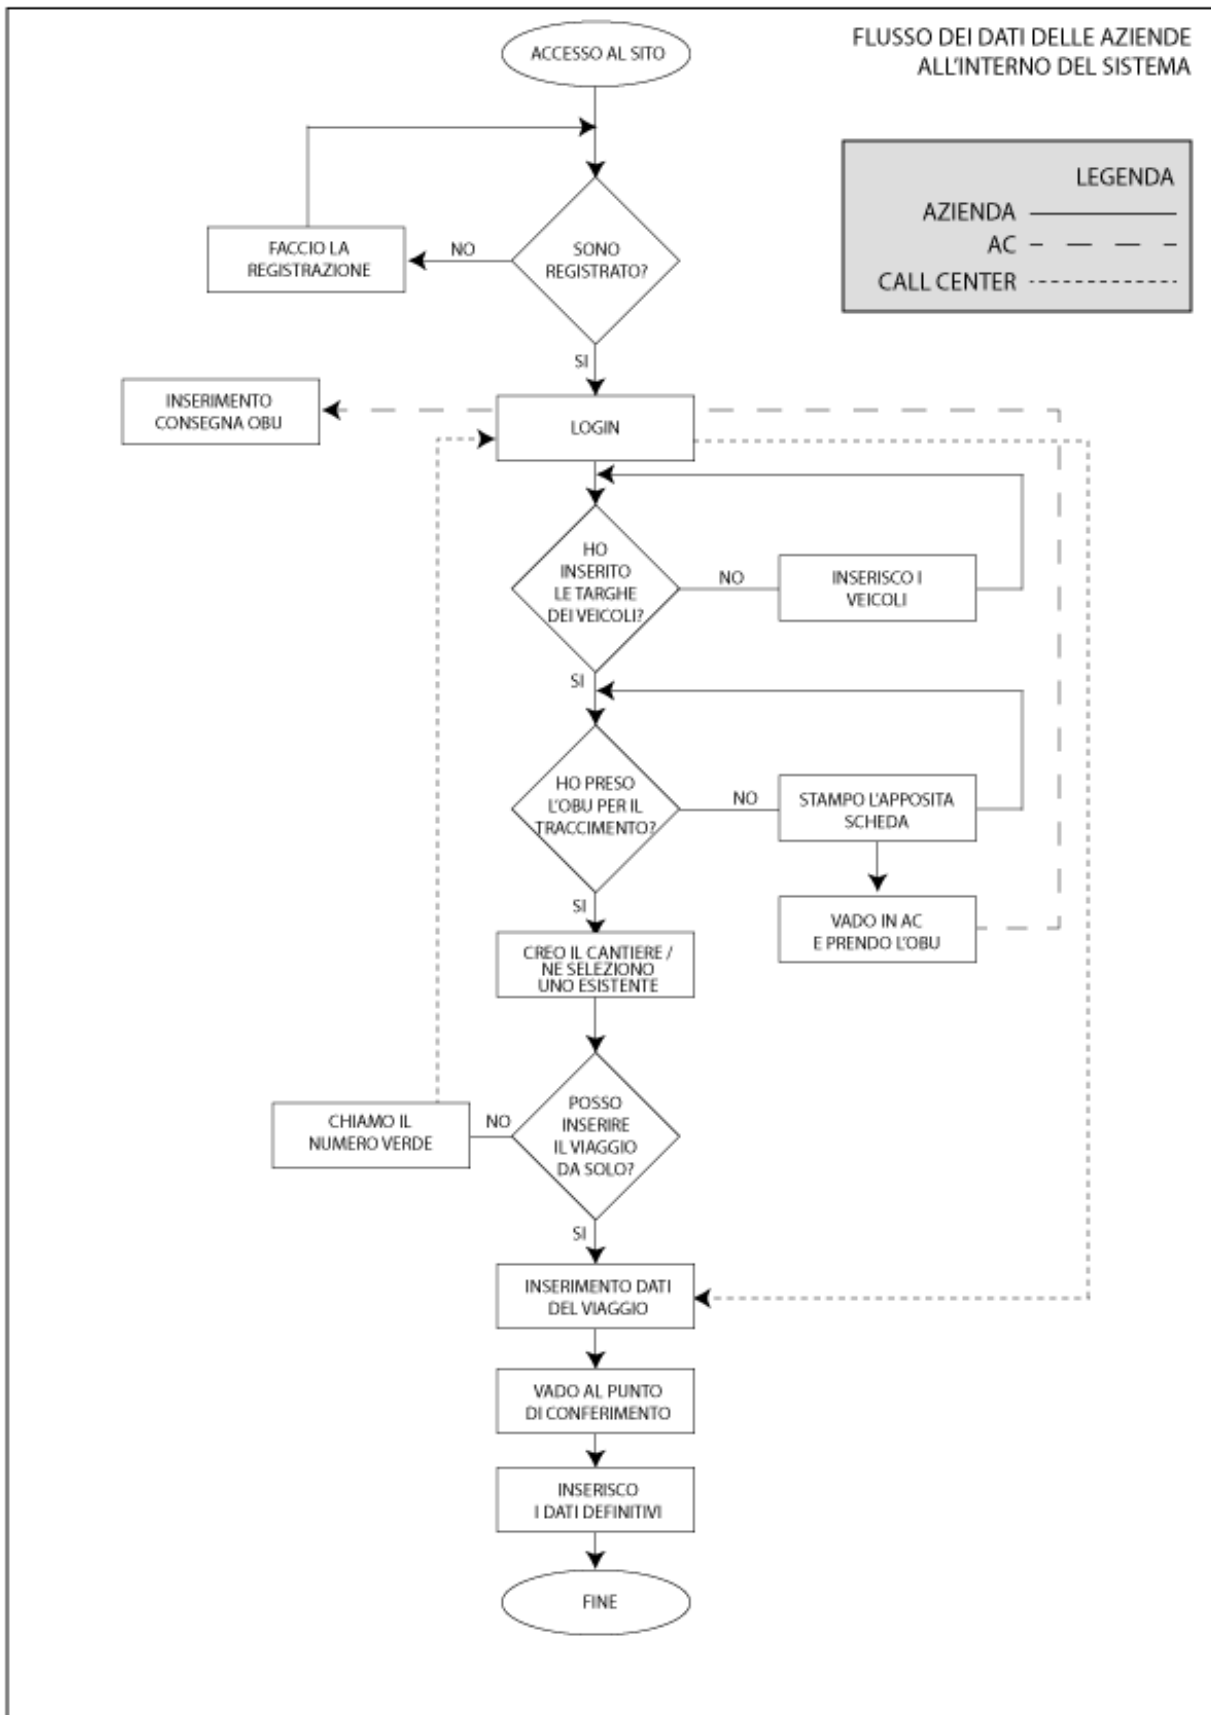 FLUSSO DEI DATI DELLE AZIENDE
ALL'INTERNO DEL SISTEMA
LEGENDA
AZIENDA
AC
CALL CENTER
ACCESSO AL SITO
SONO
REGISTRATO?
NO
FACCIO LA
REGISTRAZIONE
SI
LOGIN
INSERIMENTO
CONSEGNA OBU
HO
INSERITO
LE TARGHE
DEI VEICOLI?
NO
INSERISCO I
VEICOLI
SI
HO PRESO
L'OBU PER IL
TRACCIMENTO?
NO
STAMPO L'APPOSITA
SCHEDA
VADO IN AC
E PRENDO L'OBU
SI
CREO IL CANTIERE /
NE SELEZIONO
UNO ESISTENTE
POSSO
INSERIRE
IL VIAGGIO
DA SOLO?
NO
CHIAMO IL
NUMERO VERDE
SI
INSERIMENTO DATI
DEL VIAGGIO
VADO AL PUNTO
DI CONFERIMENTO
INSERISCO
I DATI DEFINITIVI
FINE